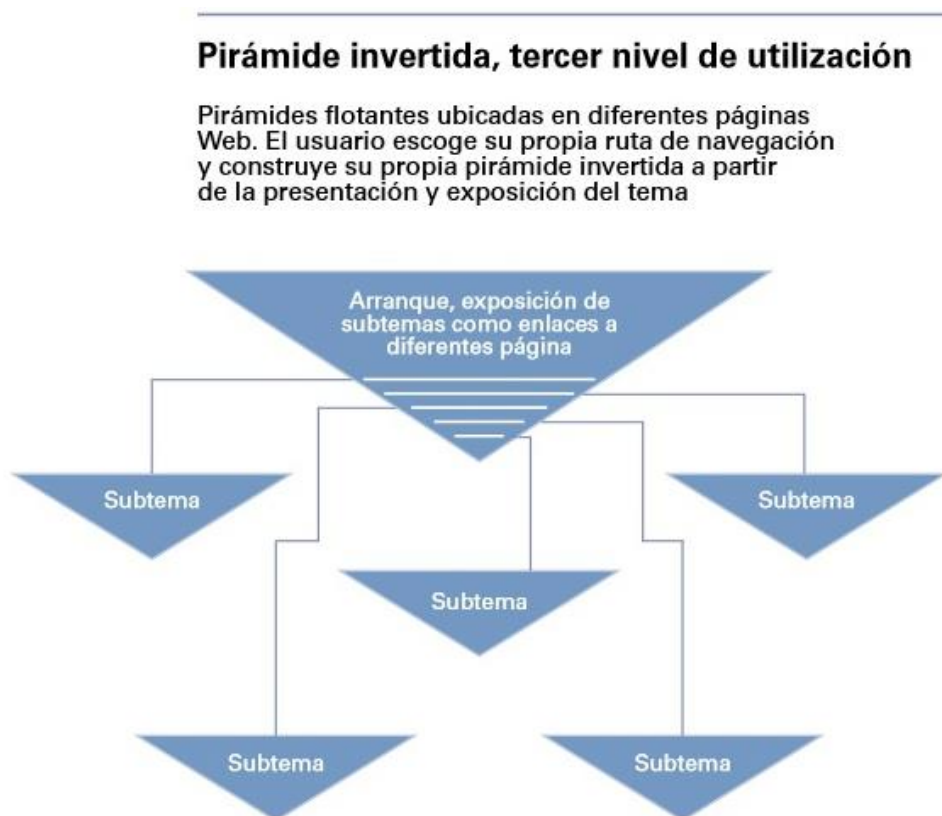 Pirámide invertida, tercer nivel de utilización
Pirámides flotantes ubicadas en diferentes páginas
Web. El usuario escoge su propia ruta de navegación
y construye su propia pirámide invertida a partir
de la presentación y exposición del tema
Arranque, exposición de
subtemas como enlaces a
diferentes página
Subtema
Subtema
Subtema
Subtema
Subtema